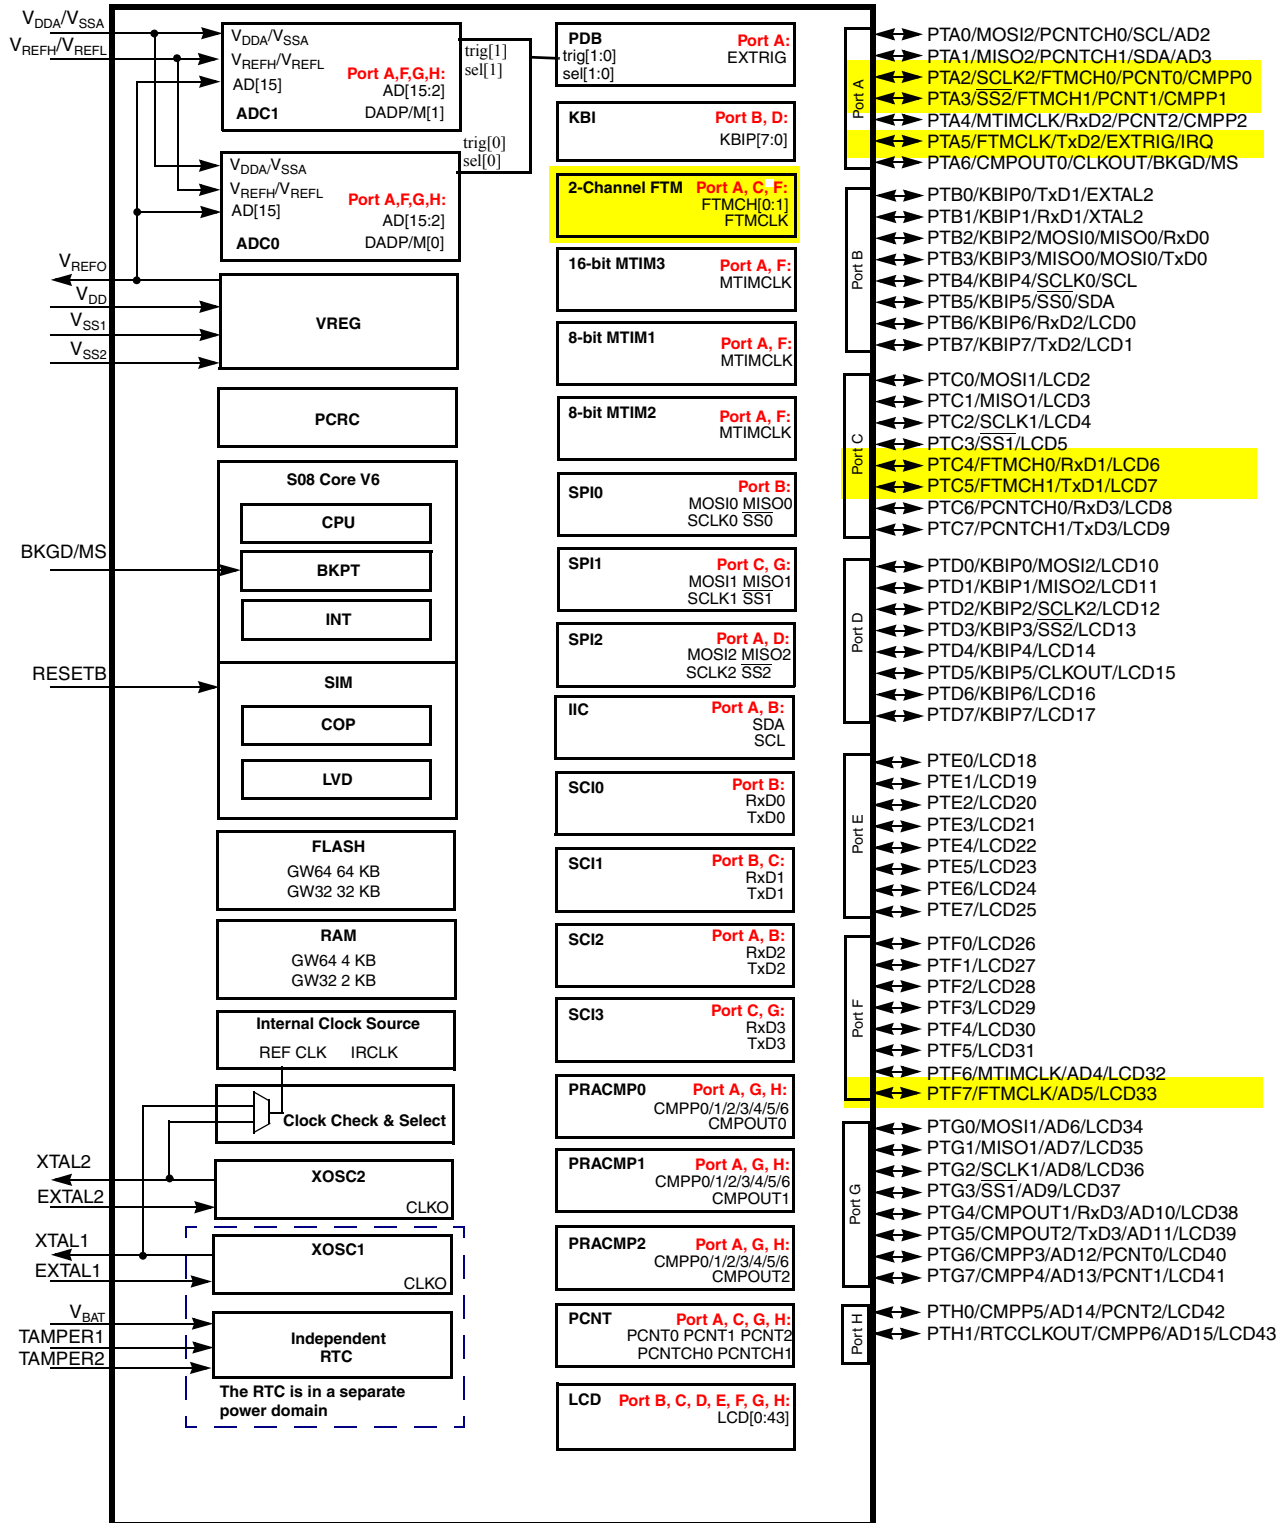 V_DDA/V_SSA
V_REFH/V_REFL
V_DDA/V_SSA
V_REFH/V_REFL
Port A,F,G,H:
AD[15]
AD[15:2]
ADC1
DADP/M[1]
trig[1]
sel[1]
trig[0]
sel[0]
V_DDA/V_SSA
V_REFH/V_REFL
Port A,F,G,H:
AD[15]
AD[15:2]
ADC0
DADP/M[0]
V_REFO
V_DD
V_SS1
V_SS2
VREG
PCRC
S08 Core V6
CPU
BKGD/MS
BKPT
INT
RESETB
SIM
COP
LVD
FLASH
GW64 64 KB
GW32 32 KB
RAM
GW64 4 KB
GW32 2 KB
Internal Clock Source
REF CLK IRCLK
Clock Check & Select
XTAL2
EXTAL2
XOSC2
CLKO
XTAL1
EXTAL1
XOSC1
CLKO
V_BAT
TAMPER1
TAMPER2
Independent
RTC
The RTC is in a separate
power domain
PDB Port A:
trig[1:0] EXTRIG
sel[1:0]
KBI Port B, D:
KBIP[7:0]
2-Channel FTM Port A, C, F:
FTMCH[0:1]
FTMCLK
16-bit MTIM3 Port A, F:
MTIMCLK
8-bit MTIM1 Port A, F:
MTIMCLK
8-bit MTIM2 Port A, F:
MTIMCLK
SPI0 Port B:
MOSI0 MISO0
SCLK0 SS0
SPI1 Port C, G:
MOSI1 MISO1
SCLK1 SS1
SPI2 Port A, D:
MOSI2 MISO2
SCLK2 SS2
IIC Port A, B:
SDA
SCL
SCI0 Port B:
RxD0
TxD0
SCI1 Port B, C:
RxD1
TxD1
SCI2 Port A, B:
RxD2
TxD2
SCI3 Port C, G:
RxD3
TxD3
PRACMP0 Port A, G, H:
CMPP0/1/2/3/4/5/6
CMPOUT0
PRACMP1 Port A, G, H:
CMPP0/1/2/3/4/5/6
CMPOUT1
PRACMP2 Port A, G, H:
CMPP0/1/2/3/4/5/6
CMPOUT2
PCNT Port A, C, G, H:
PCNT0 PCNT1 PCNT2
PCNTCH0 PCNTCH1
LCD Port B, C, D, E, F, G, H:
LCD[0:43]
Port A
PTA0/MOSI2/PCNTCH0/SCL/AD2
PTA1/MISO2/PCNTCH1/SDA/AD3
PTA2/SCLK2/FTMCH0/PCNT0/CMPP0
PTA3/SS2/FTMCH1/PCNT1/CMPP1
PTA4/MTIMCLK/RxD2/PCNT2/CMPP2
PTA5/FTMCLK/TxD2/EXTRIG/IRQ
PTA6/CMPOUT0/CLKOUT/BKGD/MS
Port B
PTB0/KBIP0/TxD1/EXTAL2
PTB1/KBIP1/RxD1/XTAL2
PTB2/KBIP2/MOSI0/MISO0/RxD0
PTB3/KBIP3/MISO0/MOSI0/TxD0
PTB4/KBIP4/SCLK0/SCL
PTB5/KBIP5/SS0/SDA
PTB6/KBIP6/RxD2/LCD0
PTB7/KBIP7/TxD2/LCD1
Port C
PTC0/MOSI1/LCD2
PTC1/MISO1/LCD3
PTC2/SCLK1/LCD4
PTC3/SS1/LCD5
PTC4/FTMCH0/RxD1/LCD6
PTC5/FTMCH1/TxD1/LCD7
PTC6/PCNTCH0/RxD3/LCD8
PTC7/PCNTCH1/TxD3/LCD9
Port D
PTD0/KBIP0/MOSI2/LCD10
PTD1/KBIP1/MISO2/LCD11
PTD2/KBIP2/SCLK2/LCD12
PTD3/KBIP3/SS2/LCD13
PTD4/KBIP4/LCD14
PTD5/KBIP5/CLKOUT/LCD15
PTD6/KBIP6/LCD16
PTD7/KBIP7/LCD17
Port E
PTE0/LCD18
PTE1/LCD19
PTE2/LCD20
PTE3/LCD21
PTE4/LCD22
PTE5/LCD23
PTE6/LCD24
PTE7/LCD25
Port F
PTF0/LCD26
PTF1/LCD27
PTF2/LCD28
PTF3/LCD29
PTF4/LCD30
PTF5/LCD31
PTF6/MTIMCLK/AD4/LCD32
PTF7/FTMCLK/AD5/LCD33
Port G
PTG0/MOSI1/AD6/LCD34
PTG1/MISO1/AD7/LCD35
PTG2/SCLK1/AD8/LCD36
PTG3/SS1/AD9/LCD37
PTG4/CMPOUT1/RxD3/AD10/LCD38
PTG5/CMPOUT2/TxD3/AD11/LCD39
PTG6/CMPP3/AD12/PCNT0/LCD40
PTG7/CMPP4/AD13/PCNT1/LCD41
Port H
PTH0/CMPP5/AD14/PCNT2/LCD42
PTH1/RTCCLKOUT/CMPP6/AD15/LCD43